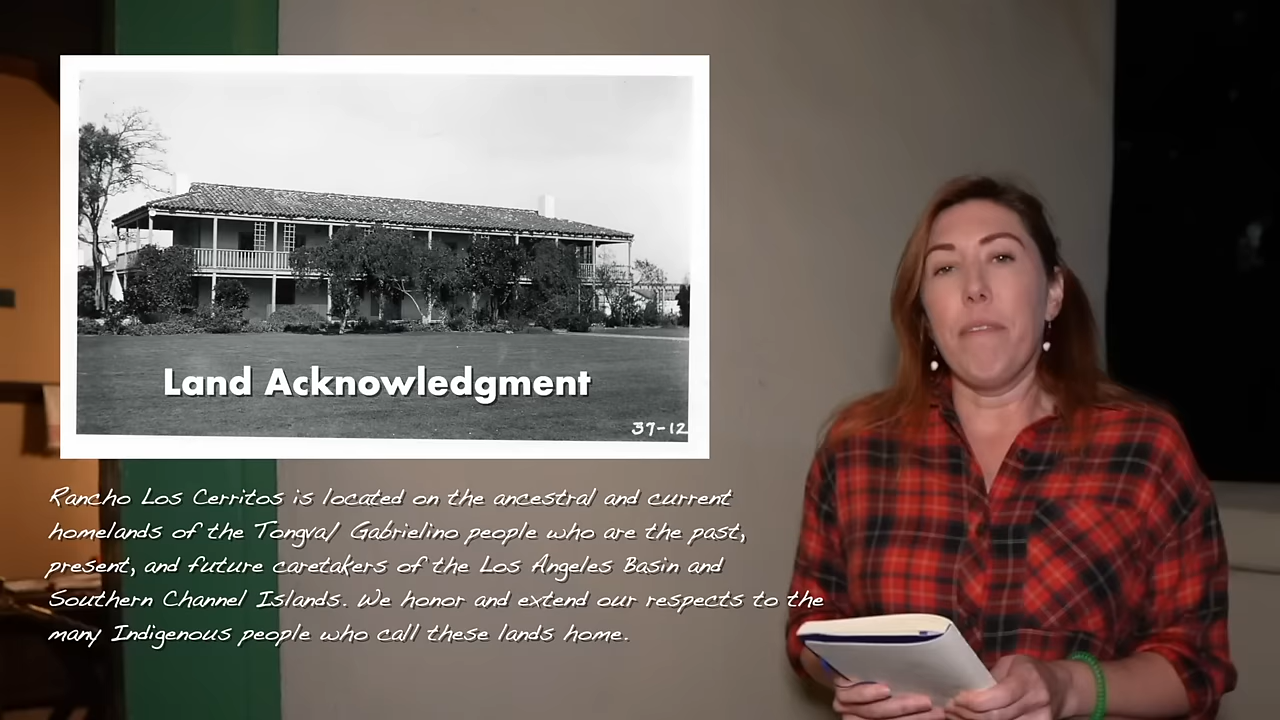 Land Acknowledgment
37-12
Rancho Los Cerritos is located on the ancestral and current
homelands of the Tongva/ Gabrielino people who are the past,
present, and future caretakers of the Los Angeles Basin and
Southern Channel Islands. We honor and extend our respects to the
many Indigenous people who call these lands home.